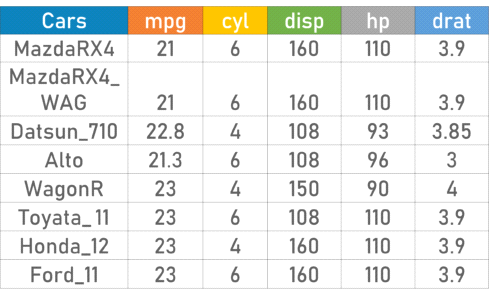 Cars mpg cyl disp hp drat
MazdaRX4 21 6 160 110 3.9
MazdaRX4_
WAG 21 6 160 110 3.9
Datsun_710 22.8 4 108 93 3.85
Alto 21.3 6 108 96 3
WagonR 23 4 150 90 4
Toyata_11 23 6 108 110 3.9
Honda_12 23 4 160 110 3.9
Ford_11 23 6 160 110 3.9